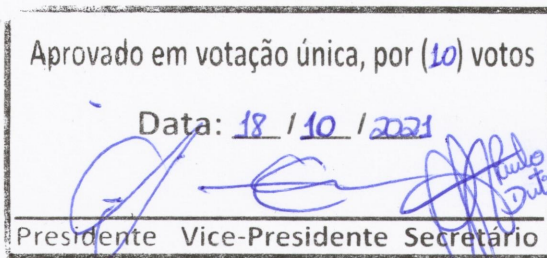 Aprovado em votação única, por (10) votos
Data: 18 / 10 / 2021
Presidente Vice-Presidente Secretário